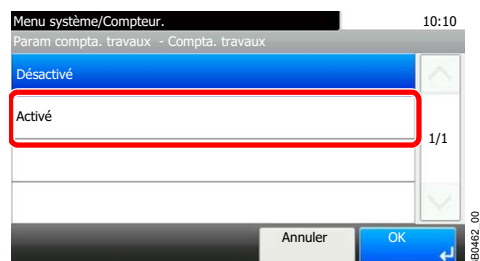 Menu système/Compteur.
10:10
Param compta. travaux - Compta. travaux
Désactivé
Activé
1/1
Annuler
OK
B0462_00